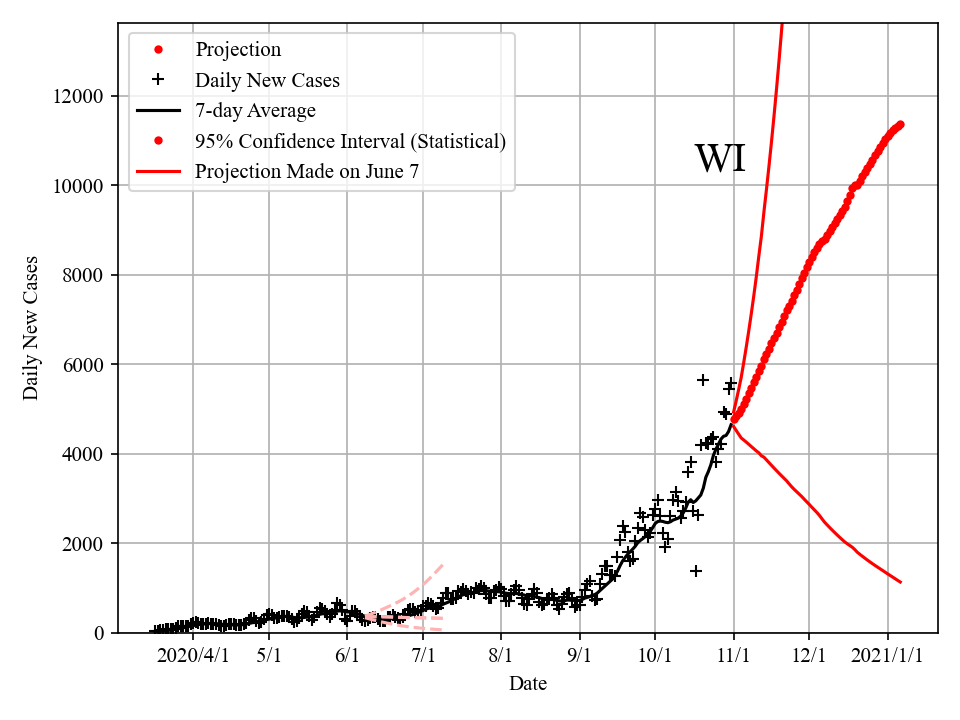 Projection
Daily New Cases
7-day Average
95% Confidence Interval (Statistical)
Projection Made on June 7
WI
12000
10000
8000
6000
4000
2000
0
Daily New Cases
2020/4/1 5/1 6/1 7/1 8/1 9/1 10/1 11/1 12/1 2021/1/1
Date